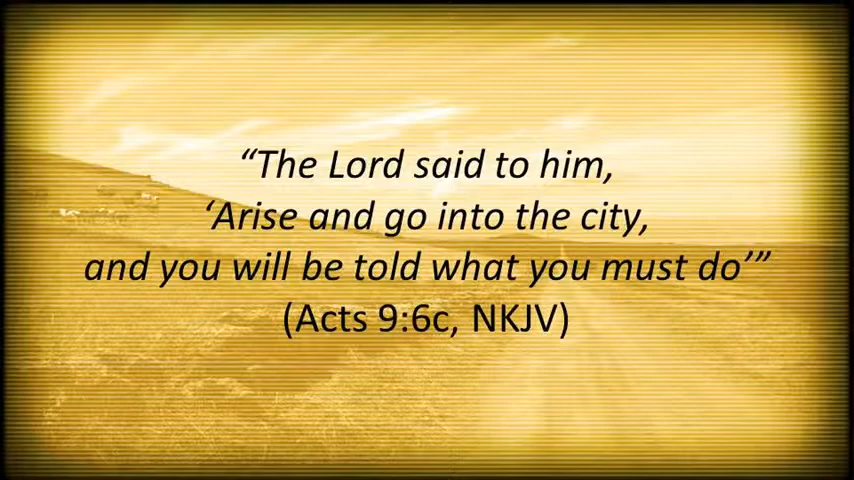 “The Lord said to him,
‘Arise and go into the city,
and you will be told what you must do’”
(Acts 9:6c, NKJV)